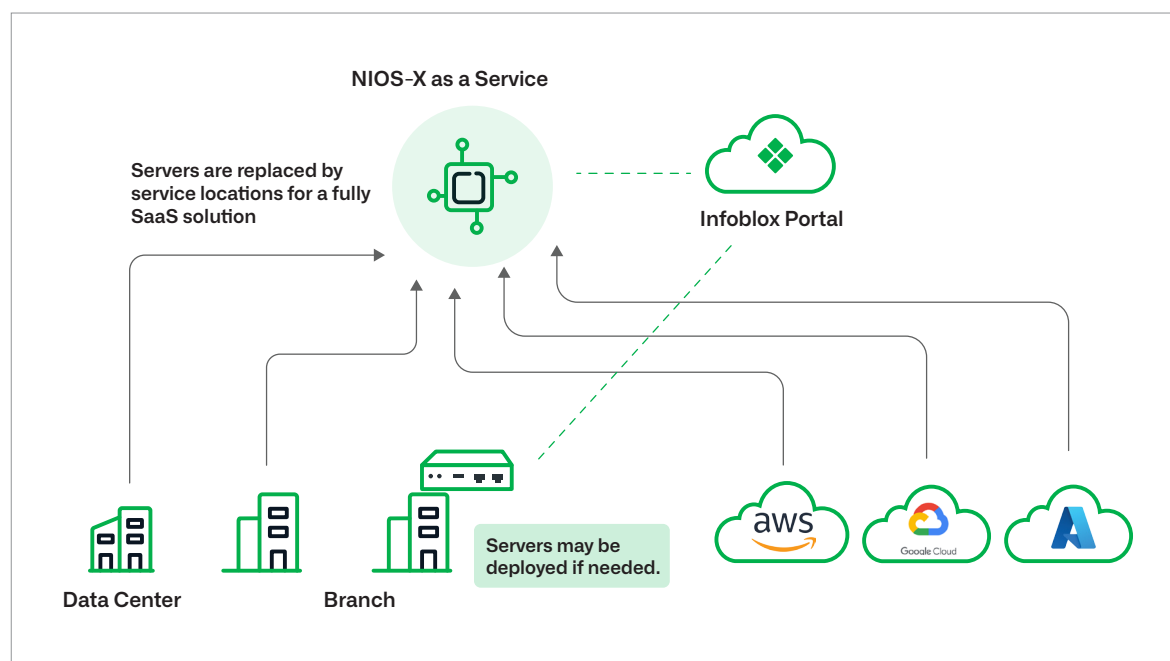 NIOS-X as a Service
Servers are replaced by
service locations for a fully
SaaS solution
Infoblox Portal
aws
Google Cloud
Servers may be
deployed if needed.
Data Center
Branch